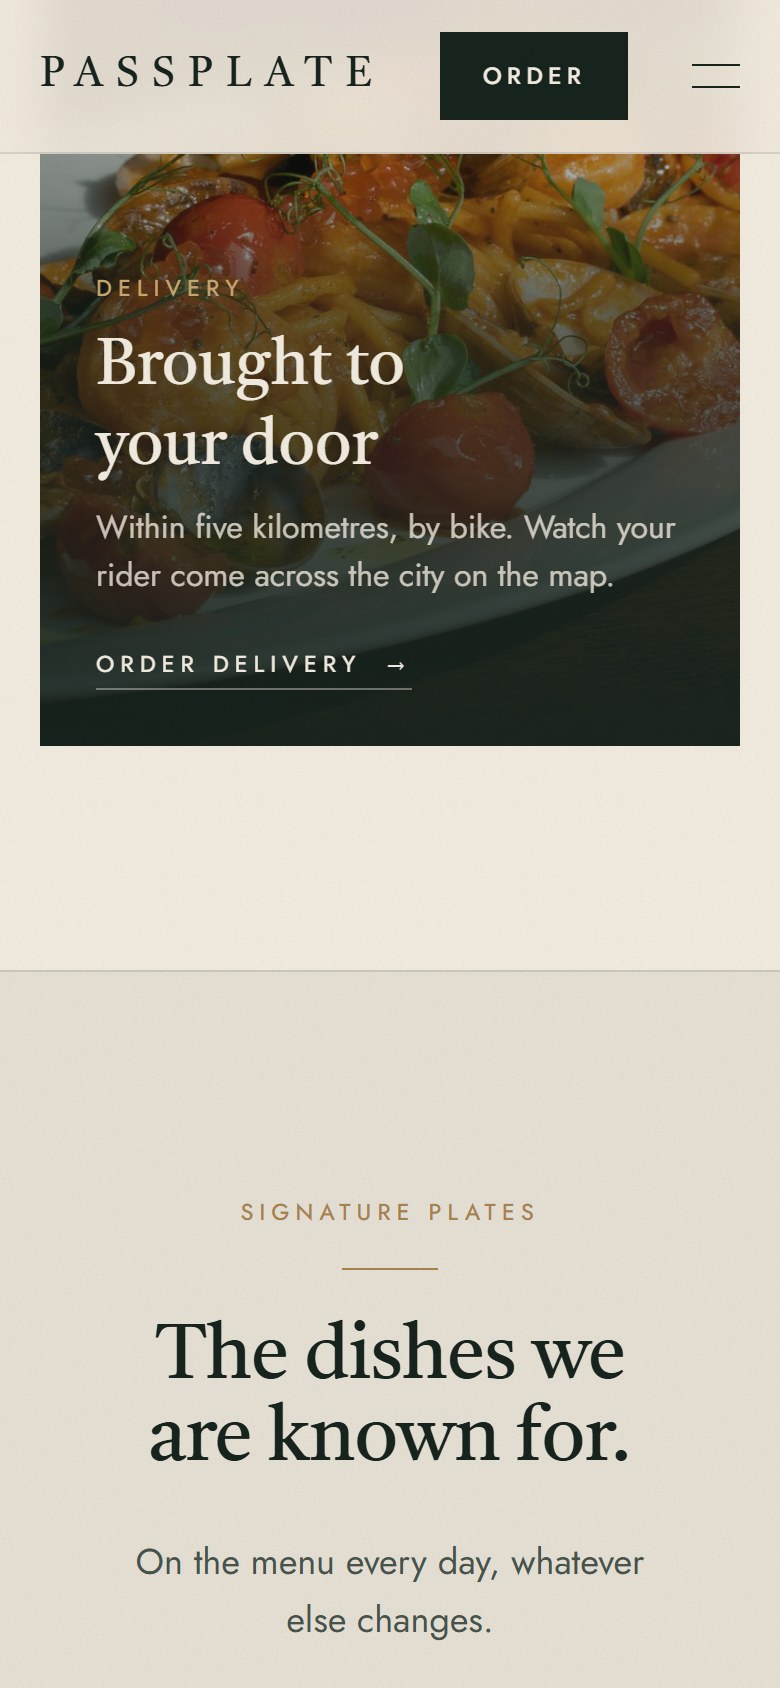 PASSPLATE
ORDER
DELIVERY
Brought to
your door
Within five kilometres, by bike. Watch your
rider come across the city on the map.
ORDER DELIVERY →
SIGNATURE PLATES
The dishes we
are known for.
On the menu every day, whatever
else changes.